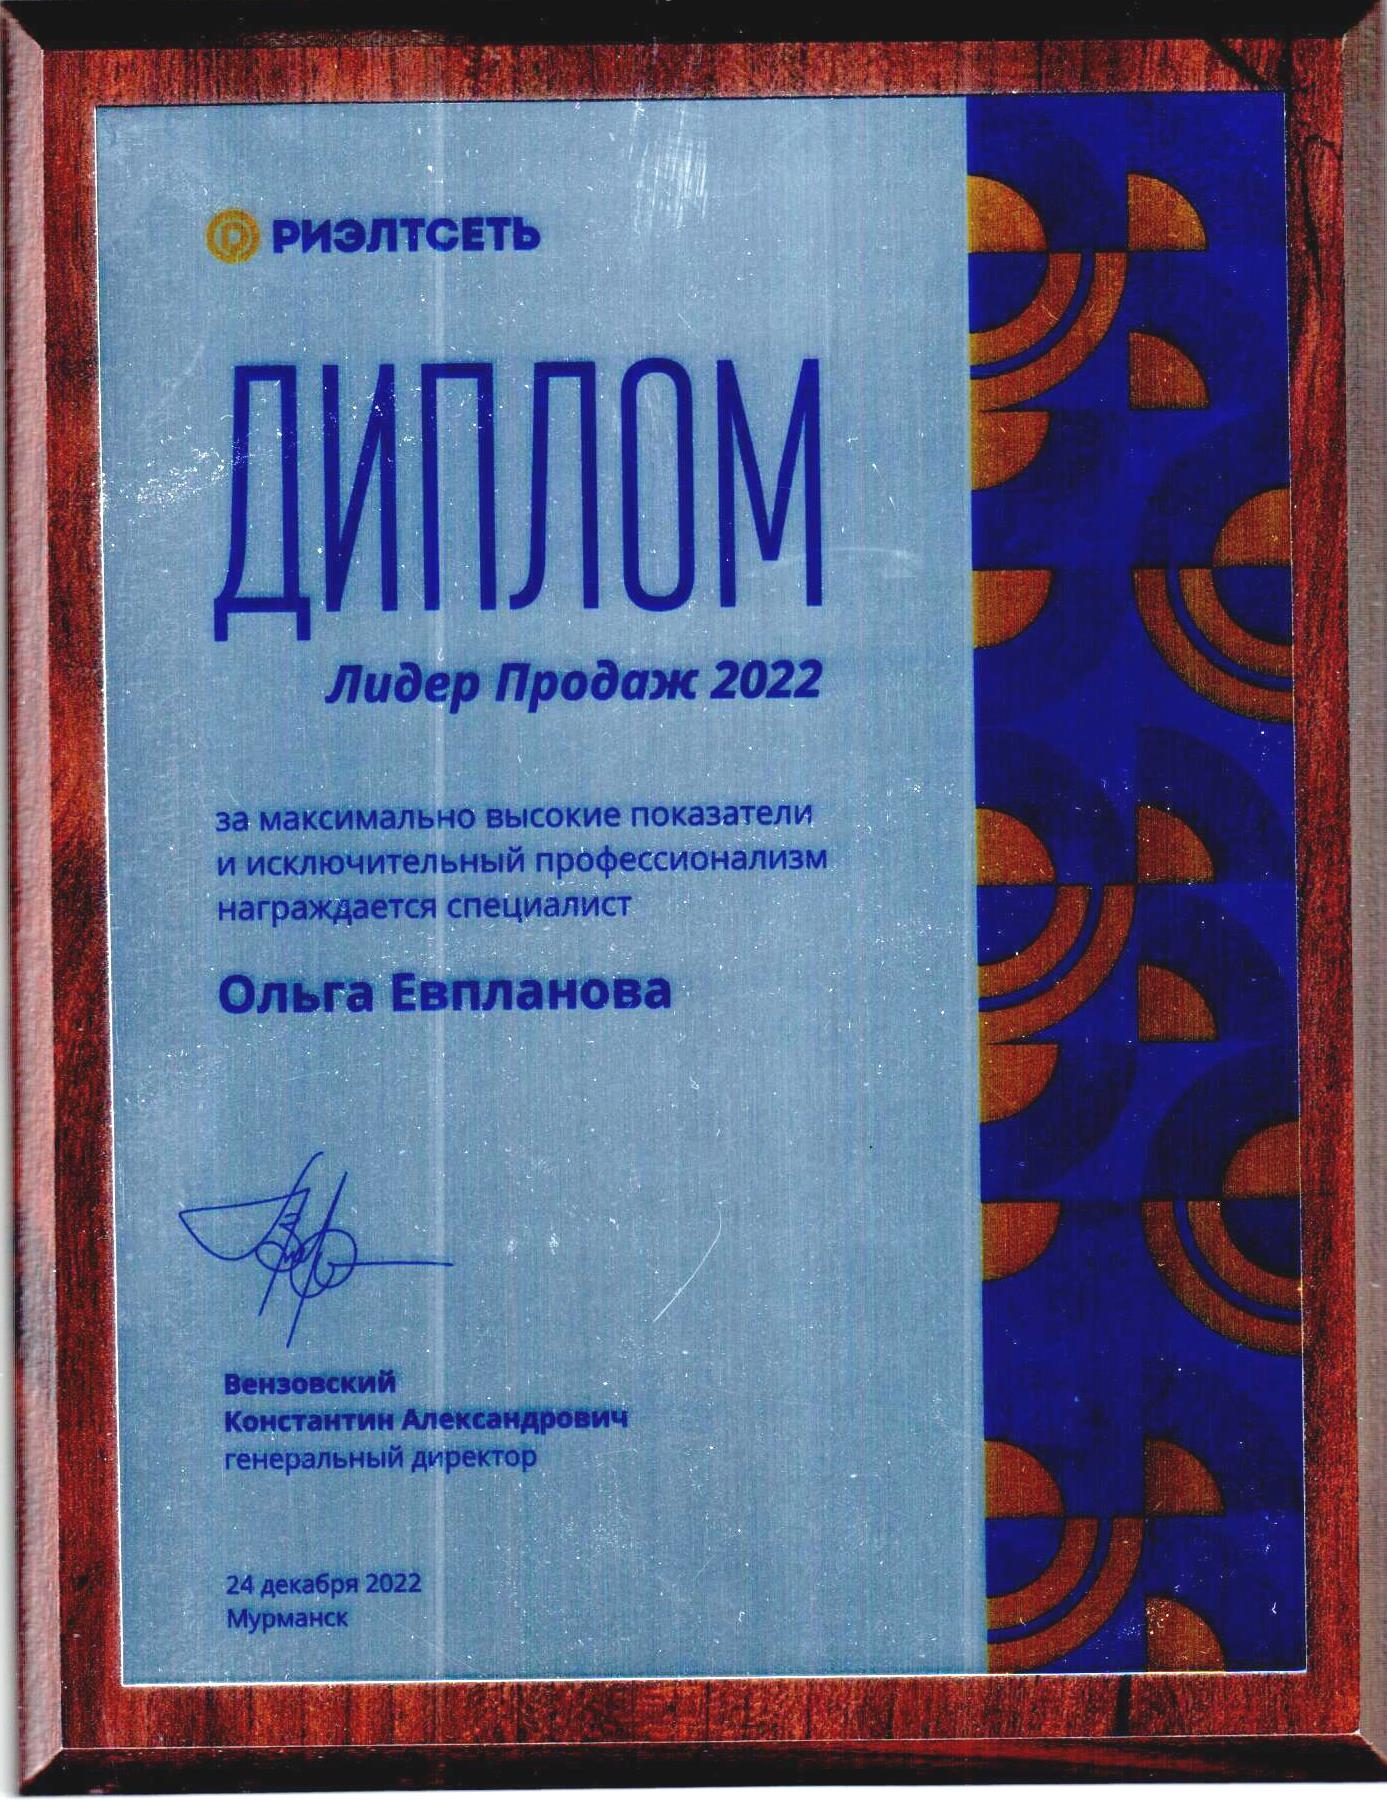 РИЭЛТСЕТЬ
ДИПЛОМ
Лидер Продаж 2022
за максимально высокие показатели
и исключительный профессионализм
награждается специалист
Ольга Евпланова
Вензовский
Константин Александрович
генеральный директор
24 декабря 2022
Мурманск